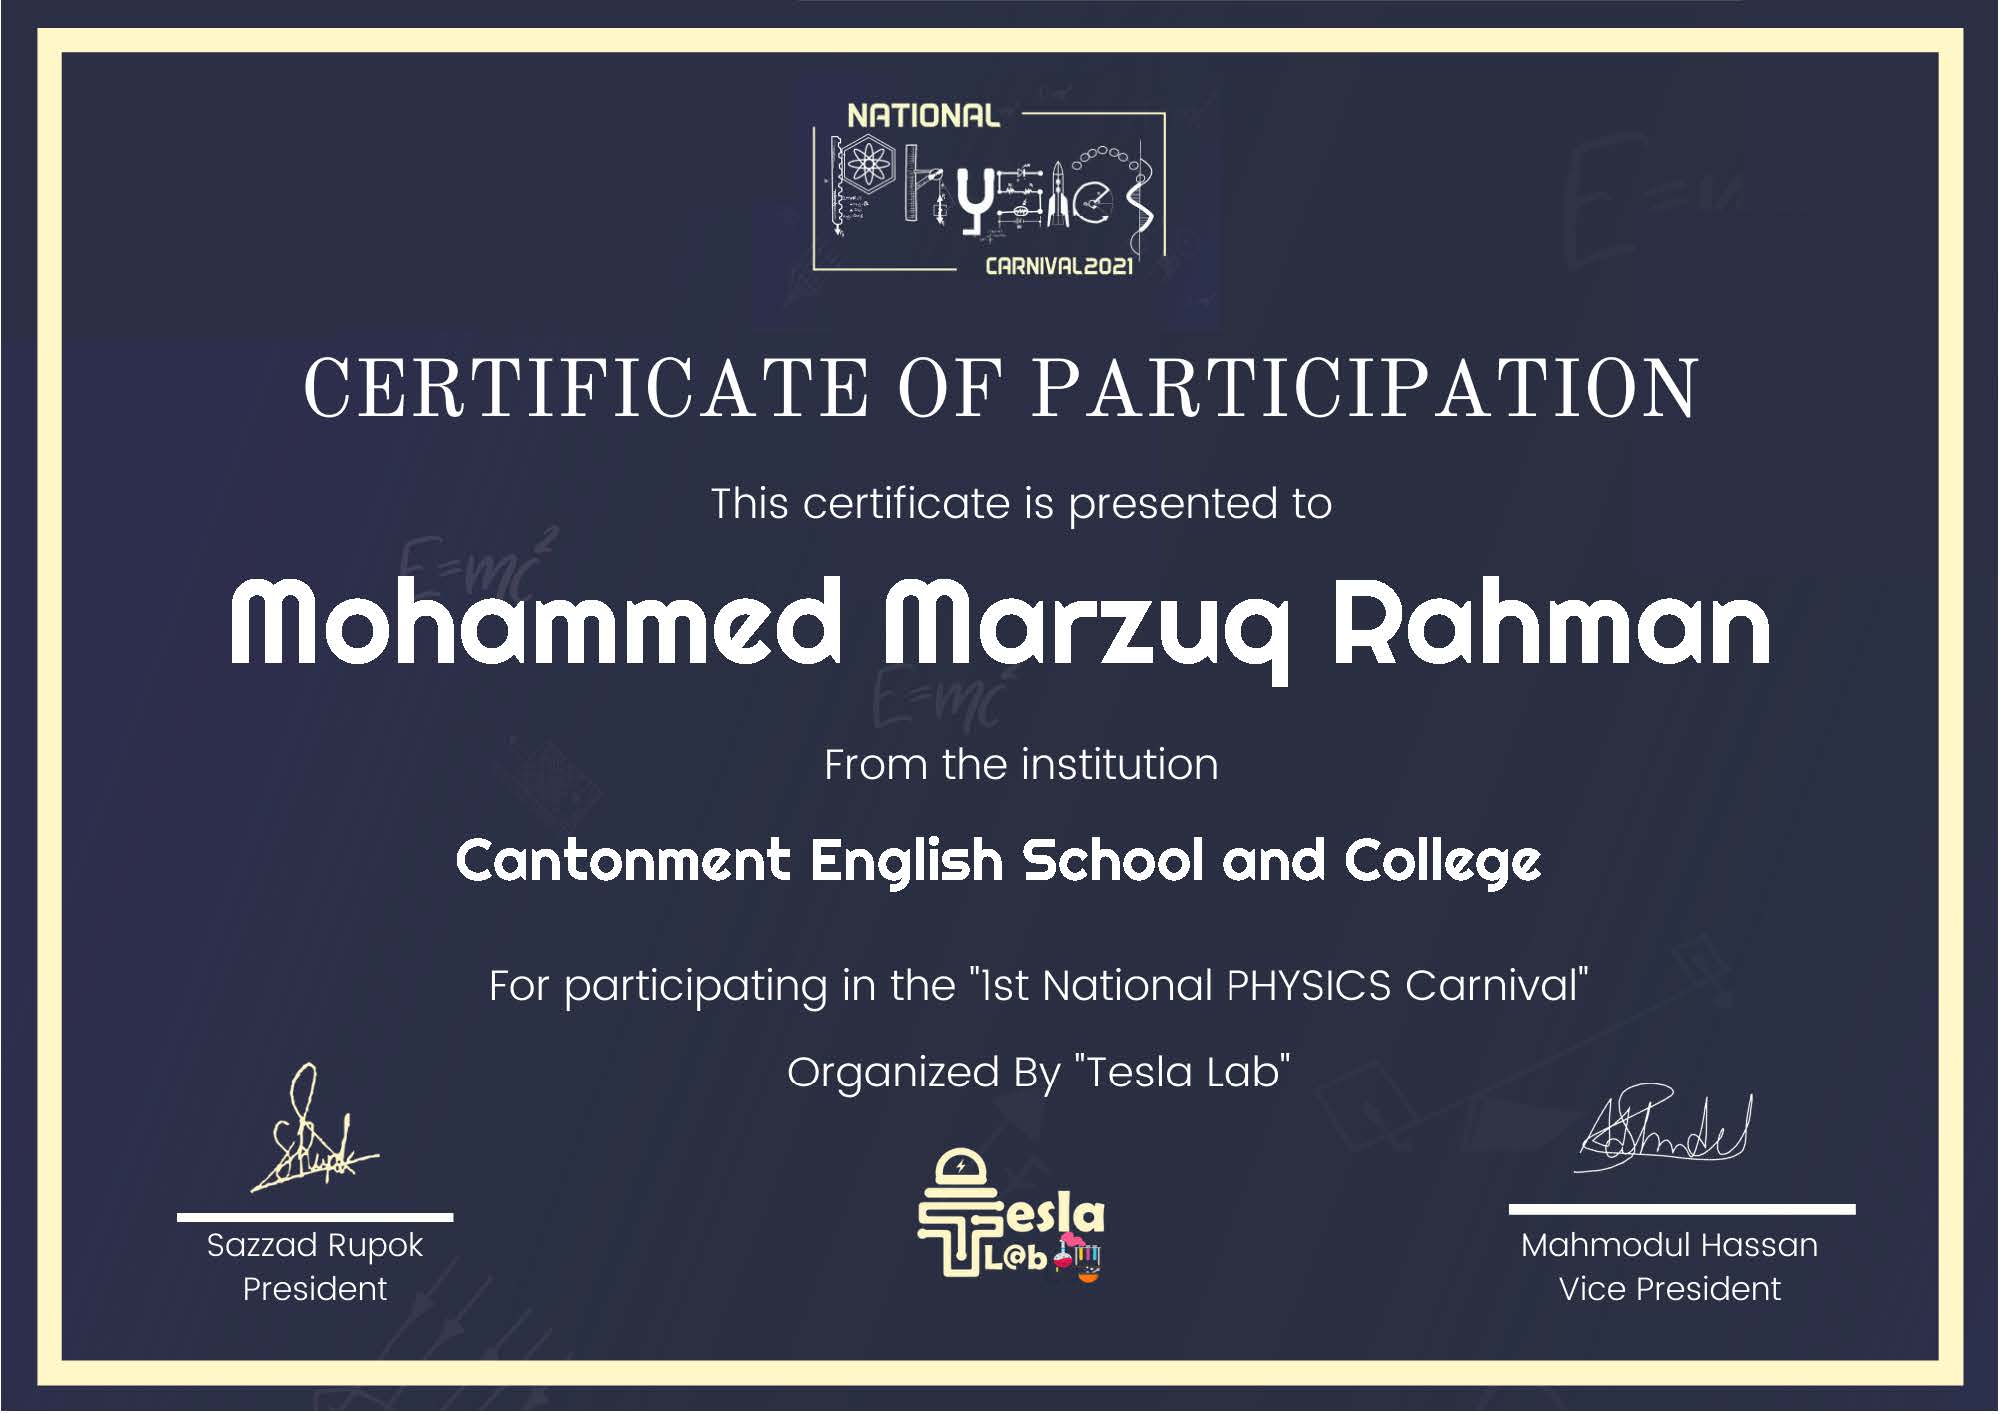 NATIONAL
Physics
CARNIVAL2021
CERTIFICATE OF PARTICIPATION
This certificate is presented to
E=mc²
Mohammed Marzuq Rahman
E=mc²
From the institution
Cantonment English School and College
For participating in the "1st National PHYSICS Carnival"
Organized By "Tesla Lab"
Tesla
L@b
Sazzad Rupok
President
Mahmodul Hassan
Vice President